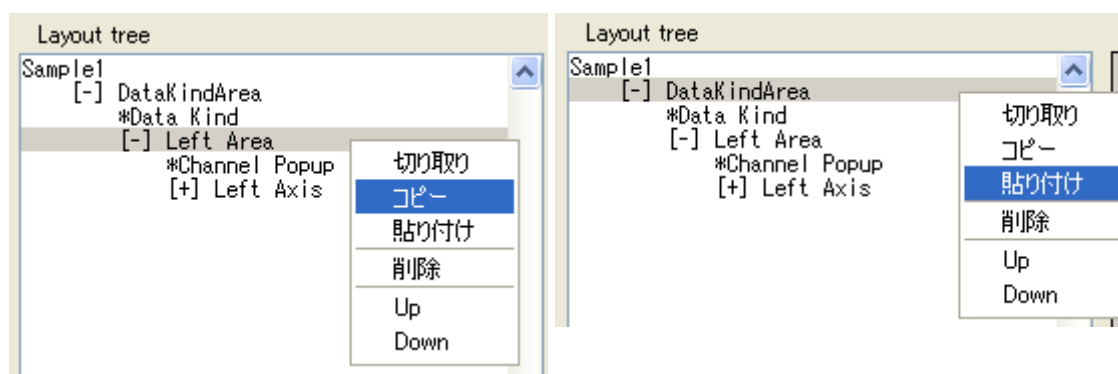 Layout tree
Sample1
[-] DataKindArea
*Data Kind
[-] Left Area
*Channel Popup
[+] Left Axis
切り取り
コピー
貼り付け
削除
Up
Down
Layout tree
Sample1
[-] DataKindArea
*Data Kind
[-] Left Area
*Channel Popup
[+] Left Axis
切り取り
コピー
貼り付け
削除
Up
Down